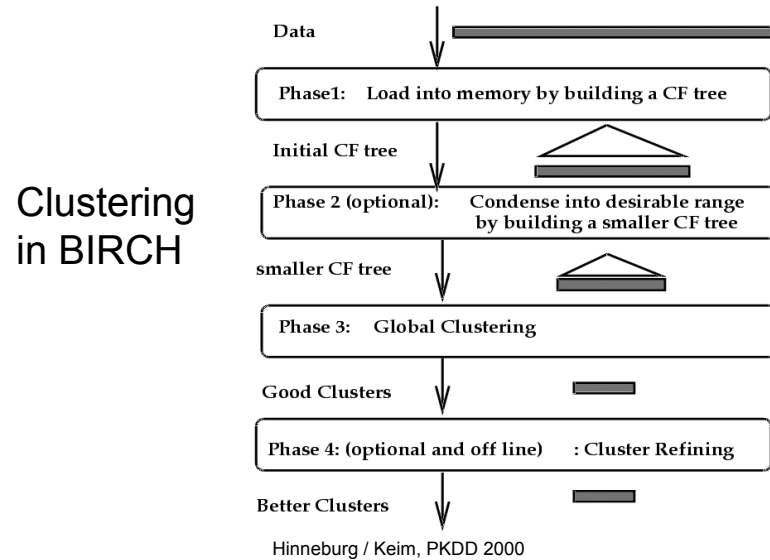 Clustering
in BIRCH
Data
Phase1: Load into memory by building a CF tree
Initial CF tree
Phase 2 (optional): Condense into desirable range
by building a smaller CF tree
smaller CF tree
Phase 3: Global Clustering
Good Clusters
Phase 4: (optional and off line) : Cluster Refining
Better Clusters
Hinneburg / Keim, PKDD 2000